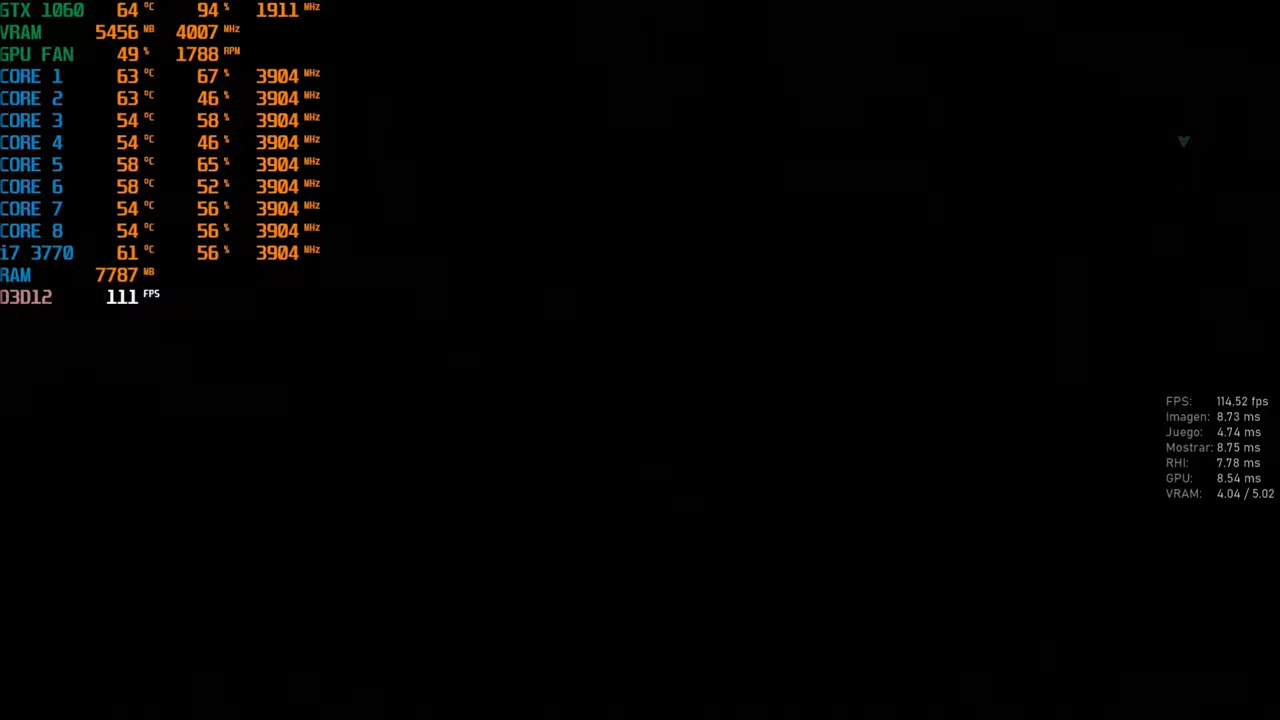 GTX 1060 64 °C 94 % 1911 MHz
VRAM 5456 MB 4007 MHz
GPU FAN 49 % 1788 RPM
CORE 1 63 °C 67 % 3904 MHz
CORE 2 63 °C 46 % 3904 MHz
CORE 3 54 °C 58 % 3904 MHz
CORE 4 54 °C 46 % 3904 MHz
CORE 5 58 °C 65 % 3904 MHz
CORE 6 58 °C 52 % 3904 MHz
CORE 7 54 °C 56 % 3904 MHz
CORE 8 54 °C 56 % 3904 MHz
i7 3770 61 °C 56 % 3904 MHz
RAM 7787 MB
D3D12 111 FPS
FPS: 114.52 fps
Imagen: 8.73 ms
Juego: 4.74 ms
Mostrar: 8.75 ms
RHI: 7.78 ms
GPU: 8.54 ms
VRAM: 4.04 / 5.02